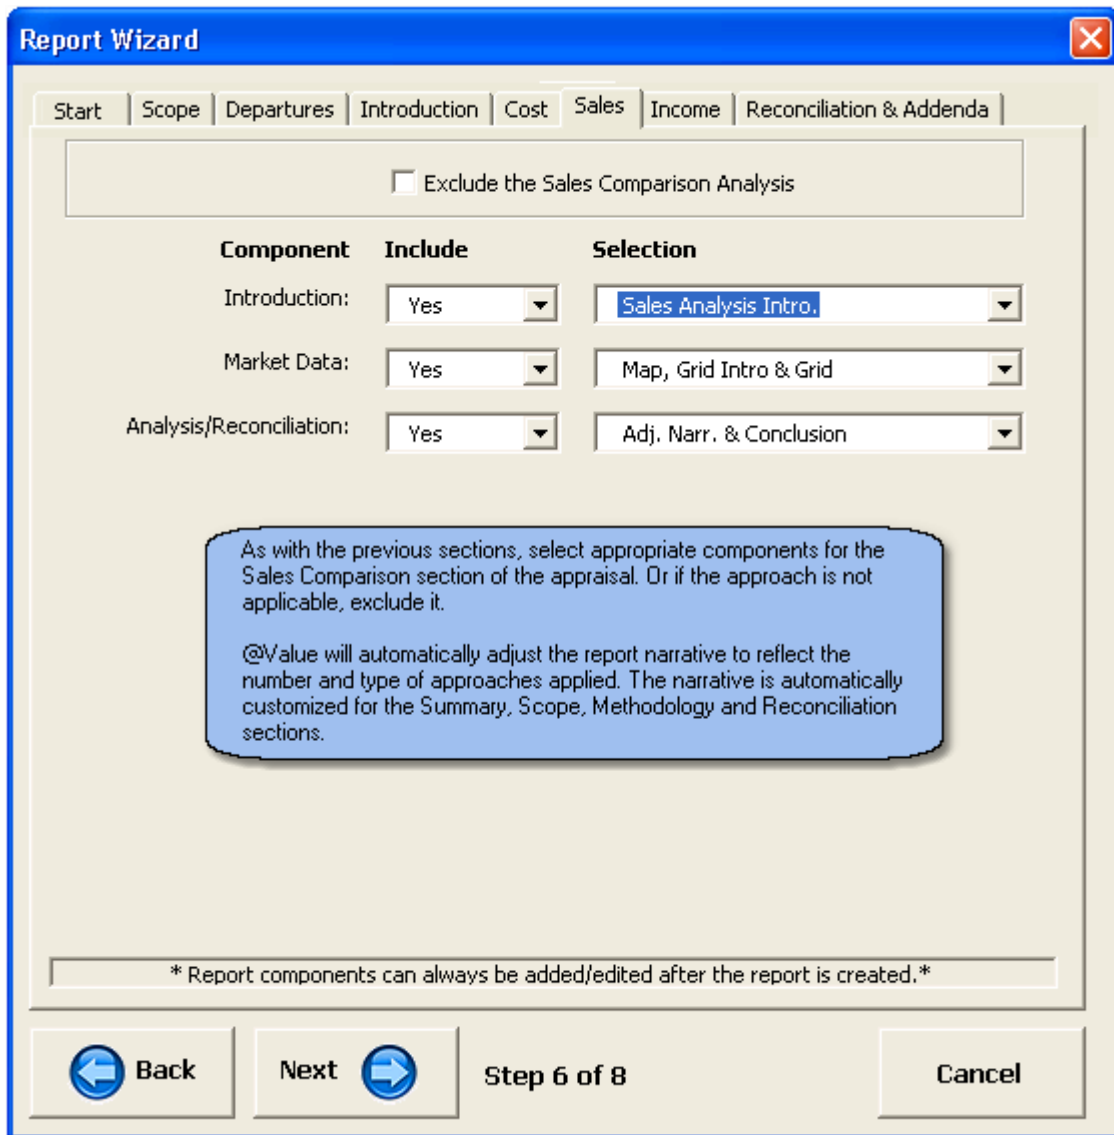 Report Wizard
Start Scope Departures Introduction Cost Sales Income Reconciliation & Addenda
Exclude the Sales Comparison Analysis
Component Include Selection
Introduction: Yes Sales Analysis Intro.
Market Data: Yes Map, Grid Intro & Grid
Analysis/Reconciliation: Yes Adj. Narr. & Conclusion
As with the previous sections, select appropriate components for the
Sales Comparison section of the appraisal. Or if the approach is not
applicable, exclude it.
@Value will automatically adjust the report narrative to reflect the
number and type of approaches applied. The narrative is automatically
customized for the Summary, Scope, Methodology and Reconciliation
sections.
* Report components can always be added/edited after the report is created.*
Back Next Step 6 of 8 Cancel